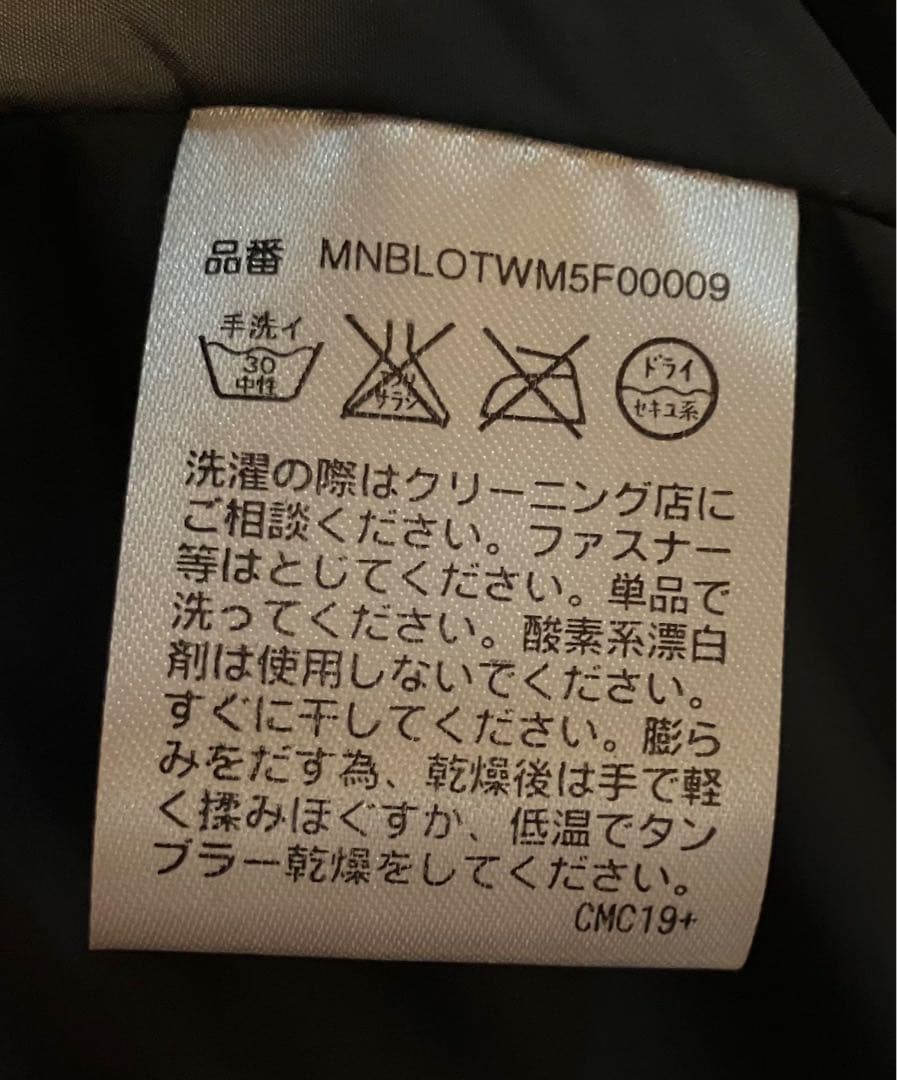 品番 MNBLOTWM5F00009
手洗イ
30
中性
エンソ
サラシ
ドライ
セキユ系
洗濯の際はクリーニング店に
ご相談ください。ファスナー
等はとじてください。単品で
洗ってください。酸素系漂白
剤は使用しないでください。
すぐに干してください。膨ら
みをだす為、乾燥後は手で軽
く揉みほぐすか、低温でタン
ブラー乾燥をしてください。
CMC19+